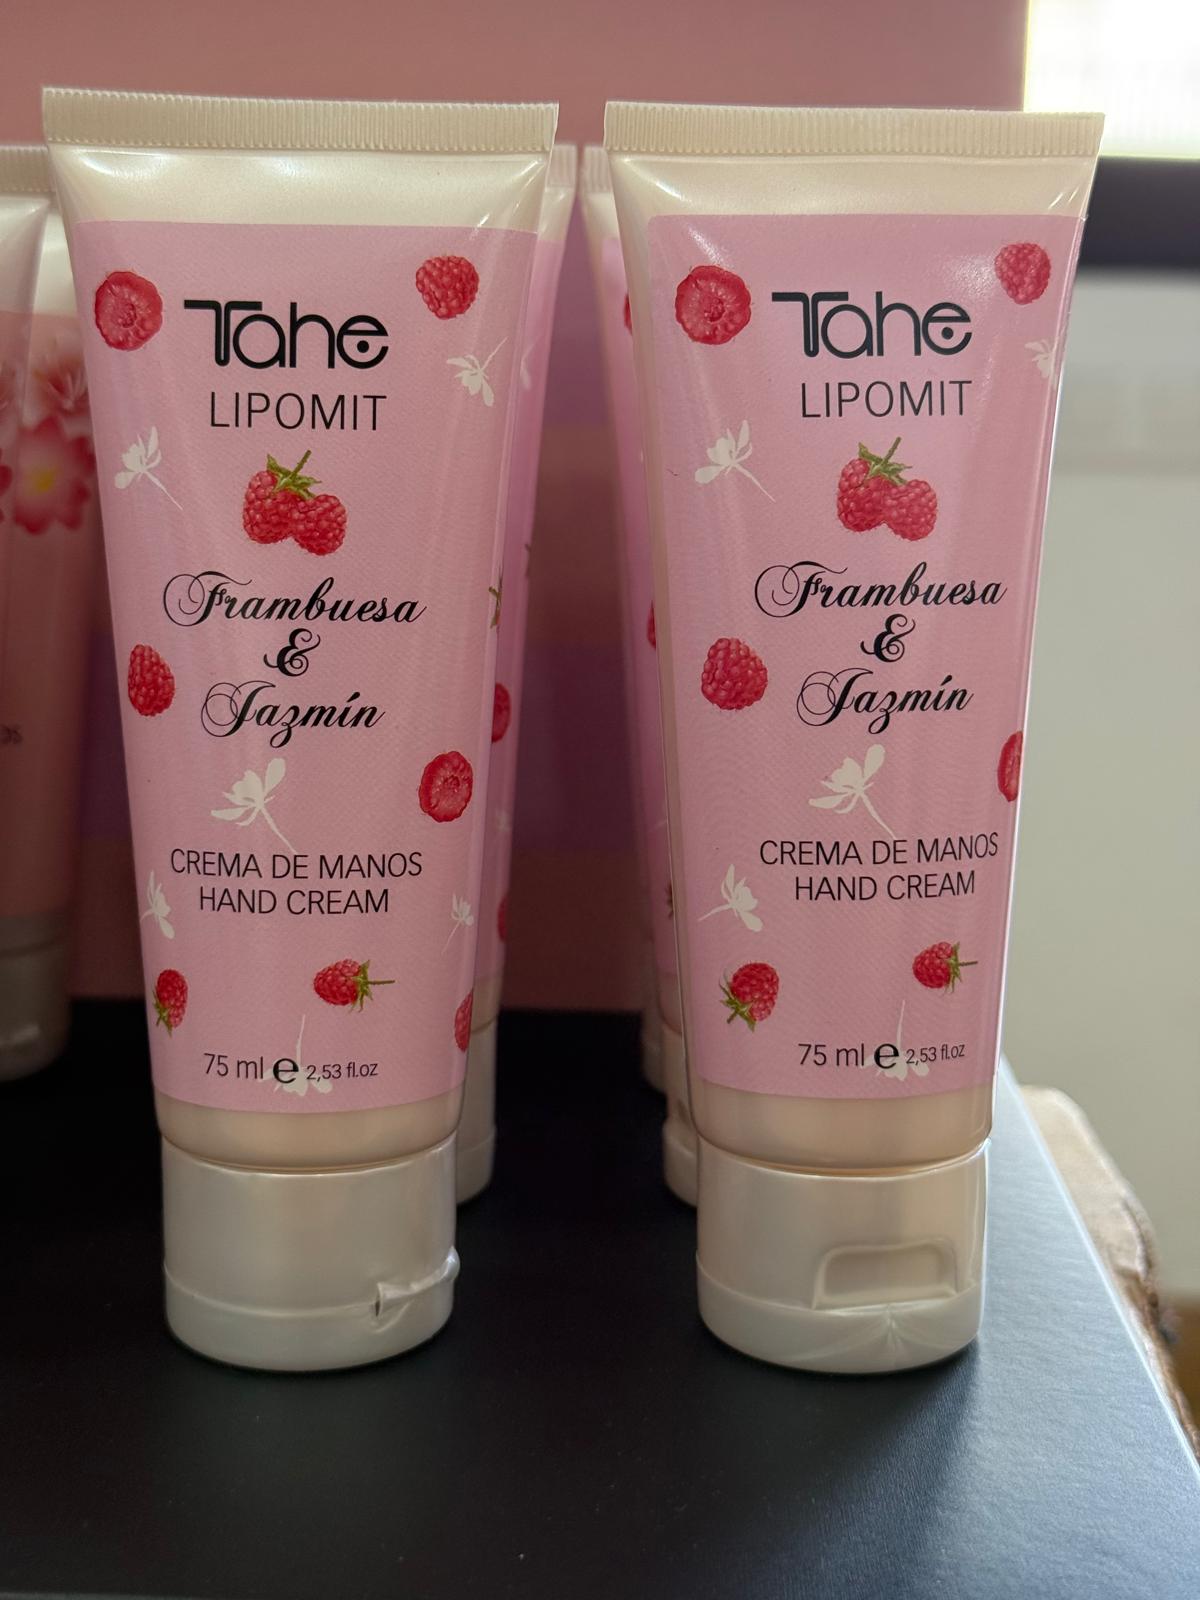 Tahe
LIPOMIT
Frambuesa
&
Jazmín
CREMA DE MANOS
HAND CREAM
75 ml ℮ 2,53 fl.oz
Tahe
LIPOMIT
Frambuesa
&
Jazmín
CREMA DE MANOS
HAND CREAM
75 ml ℮ 2,53 fl.oz